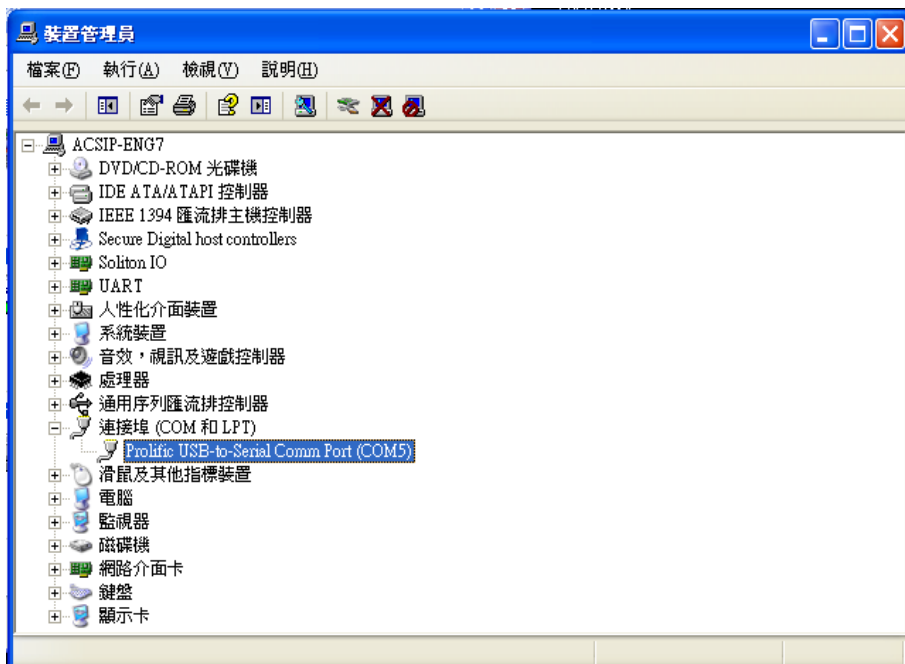 裝置管理員
檔案(F) 執行(A) 檢視(V) 說明(H)
ACSIP-ENG7
DVD/CD-ROM 光碟機
IDE ATA/ATAPI 控制器
IEEE 1394 匯流排主機控制器
Secure Digital host controllers
Soliton IO
UART
人性化介面裝置
系統裝置
音效，視訊及遊戲控制器
處理器
通用序列匯流排控制器
連接埠 (COM 和 LPT)
Prolific USB-to-Serial Comm Port (COM5)
滑鼠及其他指標裝置
電腦
監視器
磁碟機
網路介面卡
鍵盤
顯示卡